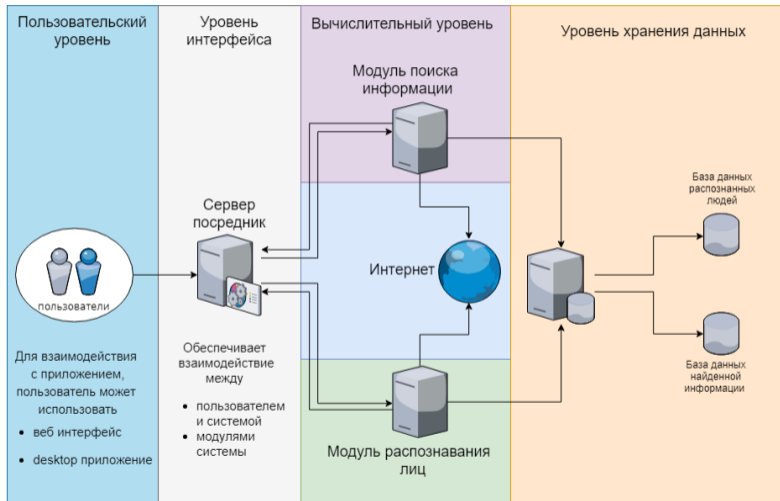 Пользовательский
уровень
Уровень
интерфейса
Вычислительный уровень
Уровень хранения данных
Модуль поиска
информации
Сервер
посредник
Интернет
База данных
распознанных
людей
пользователи
База данных
найденной
информации
Для взаимодействия
с приложением,
пользователь может
использовать
• веб интерфейс
• desktop приложение
Обеспечивает
взаимодействие
между
• пользователем
и системой
• модулями
системы
Модуль распознавания
лиц